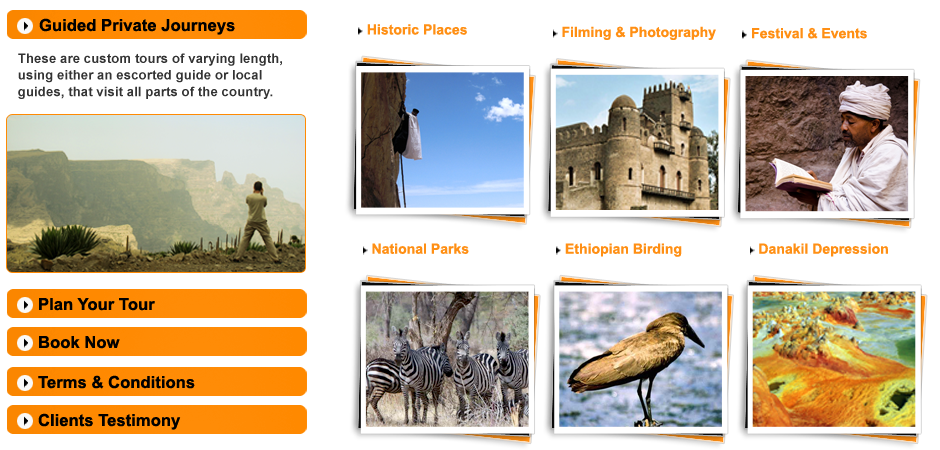 Guided Private Journeys
These are custom tours of varying length,
using either an escorted guide or local
guides, that visit all parts of the country.
Plan Your Tour
Book Now
Terms & Conditions
Clients Testimony
Historic Places
Filming & Photography
Festival & Events
National Parks
Ethiopian Birding
Danakil Depression